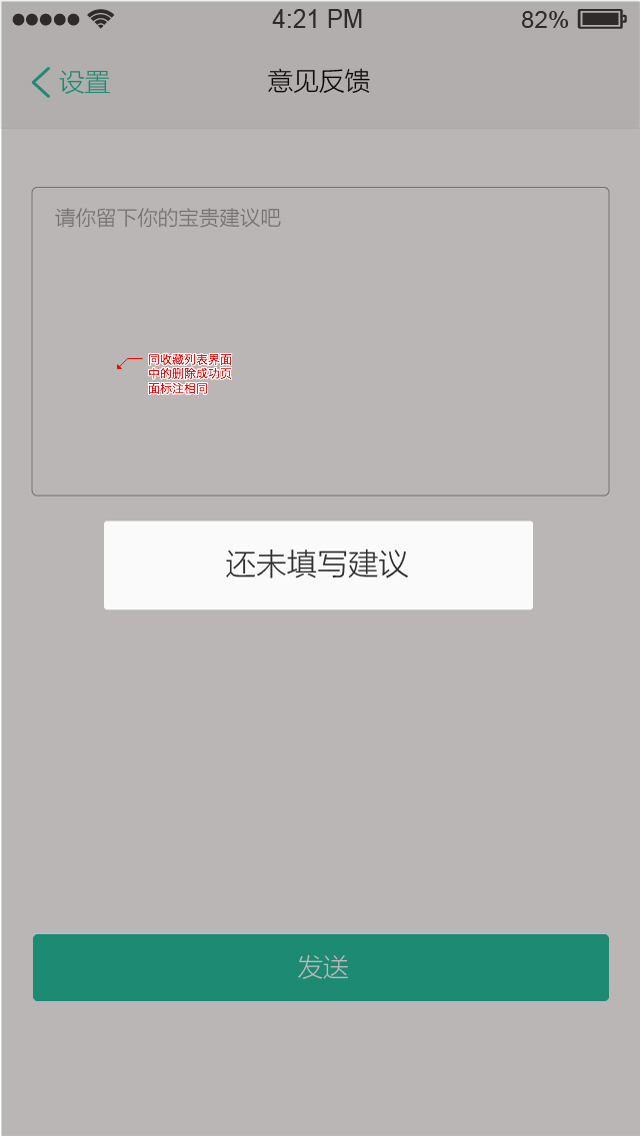 4:21 PM
82%
设置
意见反馈
请你留下你的宝贵建议吧
同收藏列表界面
中的删除成功页
面标注相同
还未填写建议
发送